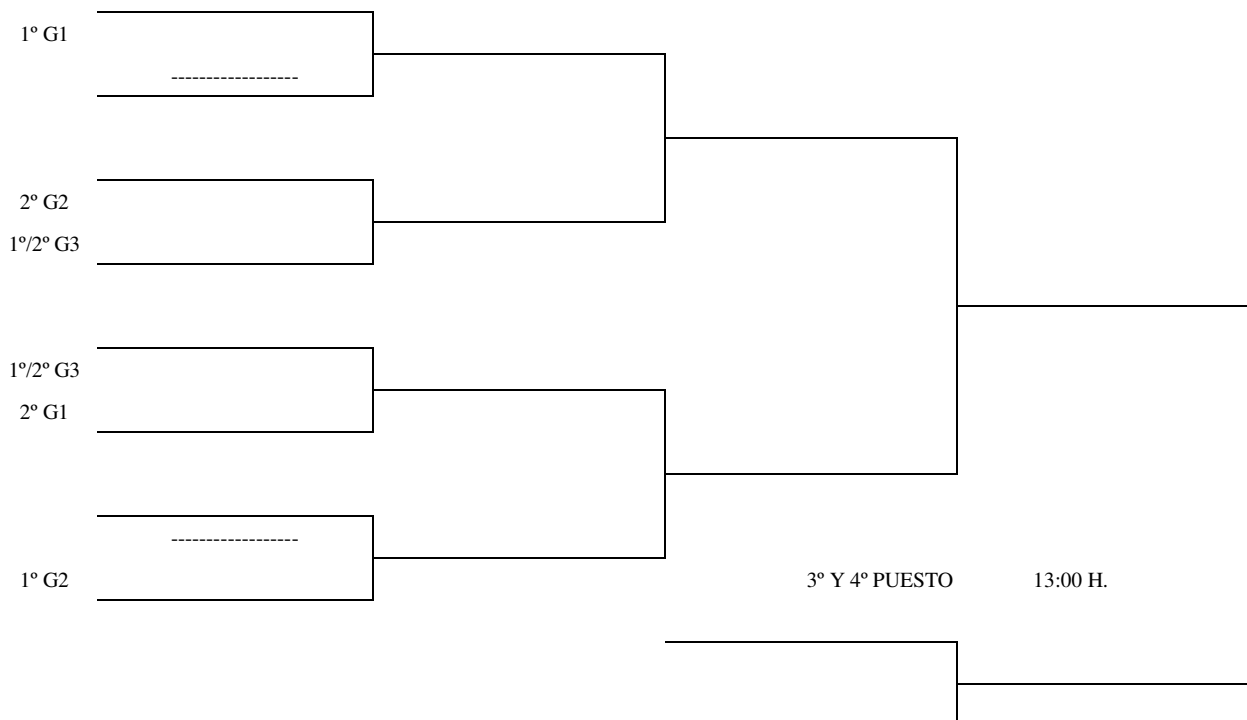 1º G1
------------------
2º G2
1º/2º G3
1º/2º G3
2º G1
------------------
1º G2
3º Y 4º PUESTO 13:00 H.